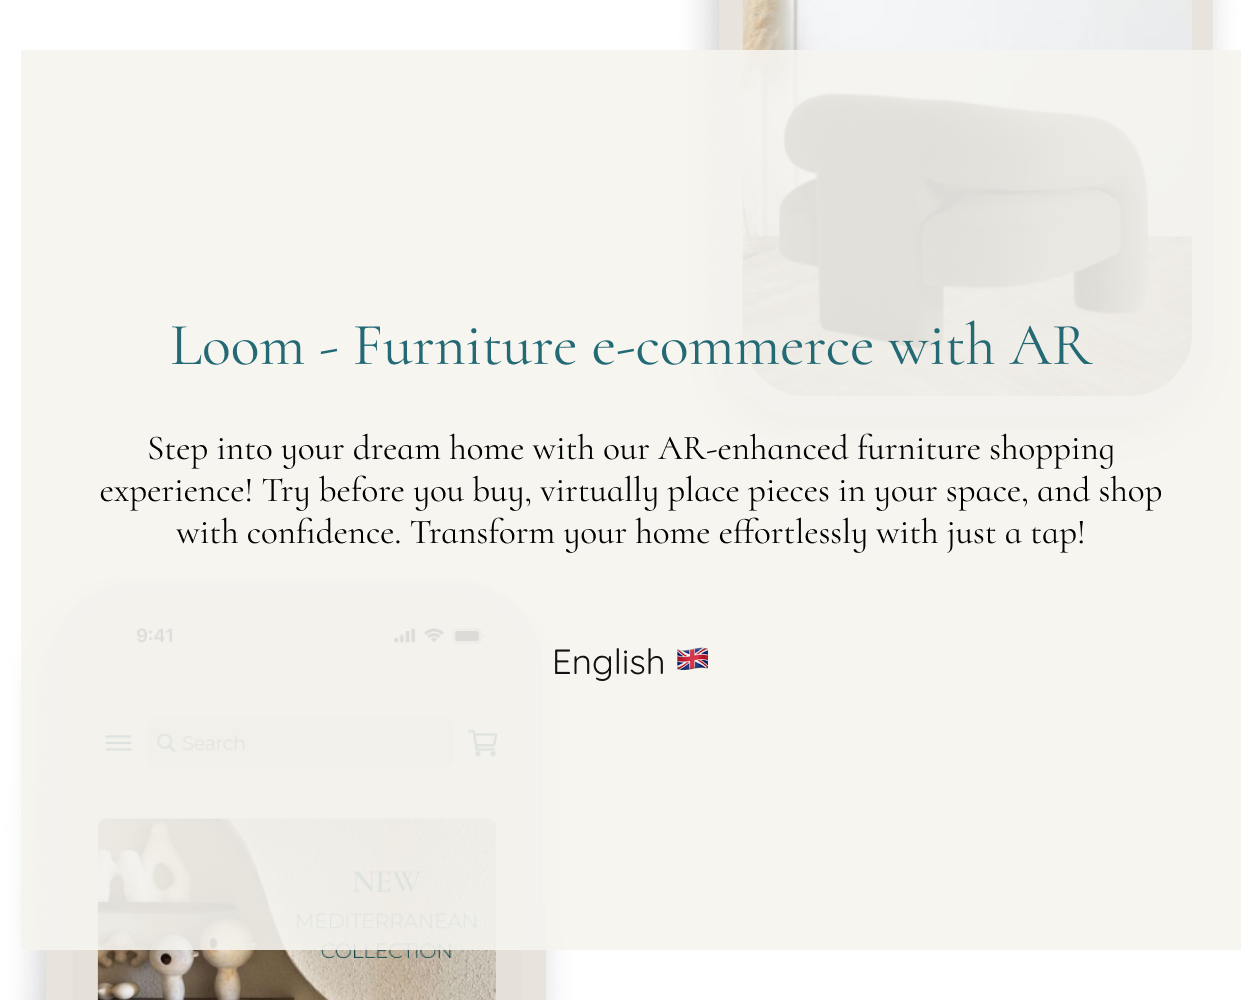 Loom - Furniture e-commerce with AR
Step into your dream home with our AR-enhanced furniture shopping
experience! Try before you buy, virtually place pieces in your space, and shop
with confidence. Transform your home effortlessly with just a tap!
9:41
English 🇬🇧
Search
NEW
MEDITERRANEAN
COLLECTION